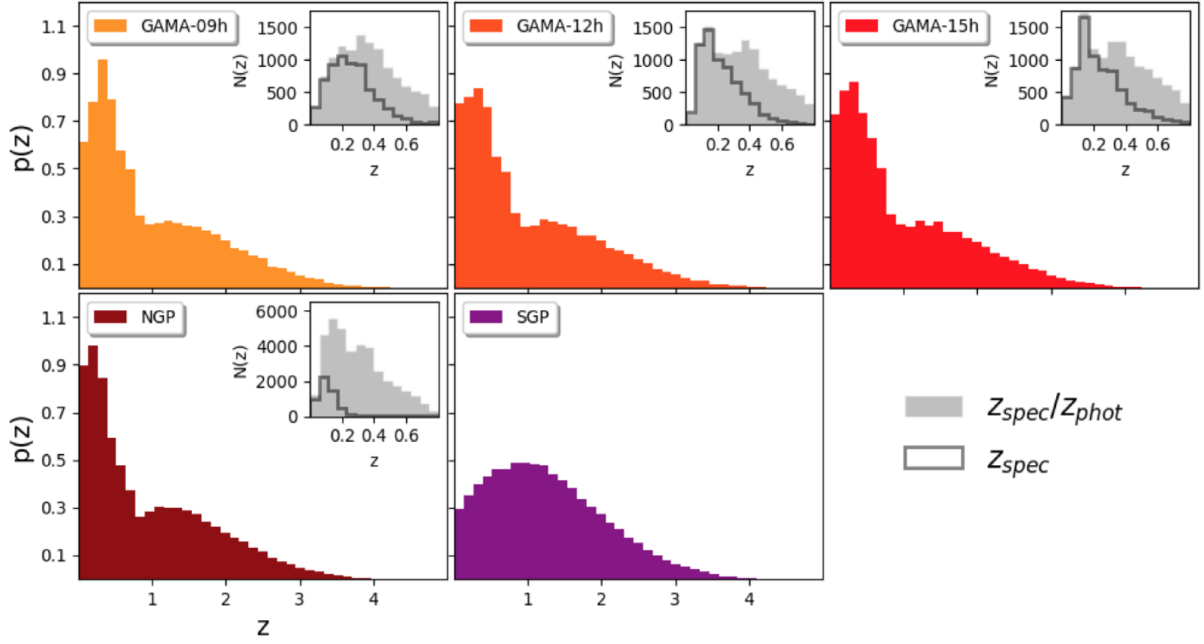 1.1
0.9
0.7
0.5
0.3
0.1
p(z)
GAMA-09h
1500
1000
500
0
N(z)
0.2 0.4 0.6
z
GAMA-12h
1500
1000
500
0
N(z)
0.2 0.4 0.6
z
GAMA-15h
1500
1000
500
0
N(z)
0.2 0.4 0.6
z
1.1
0.9
0.7
0.5
0.3
0.1
p(z)
NGP
6000
4000
2000
0
N(z)
0.2 0.4 0.6
z
1 2 3 4
z
SGP
1 2 3 4
z_spec/z_phot
z_spec